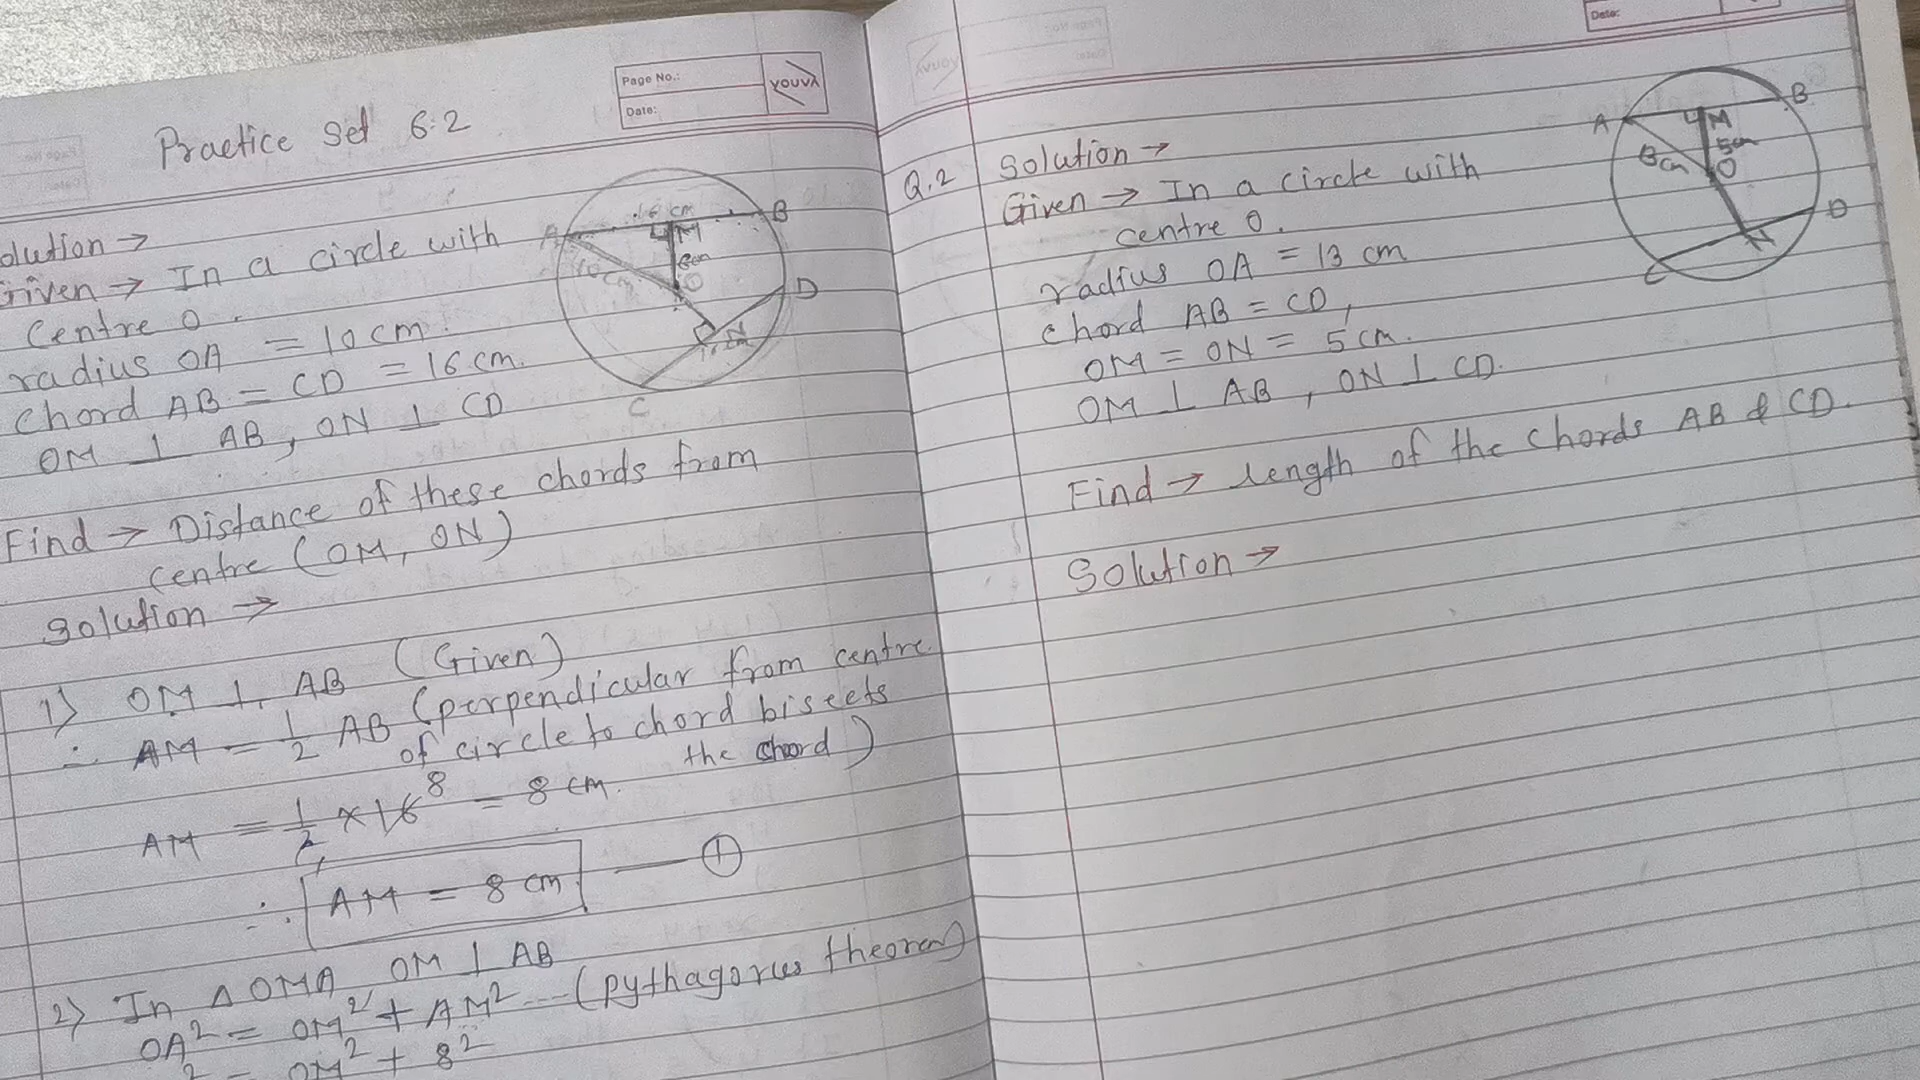 Page No.:
Date:
YOUVA
Practice Set 6.2
olution →
Given → In a circle with
Centre O.
radius OA = 10 cm.
Chord AB = CD = 16 cm.
OM ⊥ AB, ON ⊥ CD
Find → Distance of these chords from
centre (OM, ON)
Solution →
1) OM ⊥ AB (Given)
∴ AM = 1/2 AB (perpendicular from centre
of circle to chord bisects
the chord)
AM = 1/2 × 16 8 = 8 cm.
∴ AM = 8 cm — ①
2) In △ OMA OM ⊥ AB
OA² = OM² + AM² --- (pythagorus theorem)
² = OM² + 8²
A
B
16 cm
M
6cm
10 cm
O
D
N
C
Date:
Q.2 Solution →
Given → In a circle with
centre O.
radius OA = 13 cm
chord AB = CD,
OM = ON = 5 cm.
OM ⊥ AB, ON ⊥ CD.
Find → length of the chords AB & CD.
Solution →
A
B
M
5cm
O
D
N
C